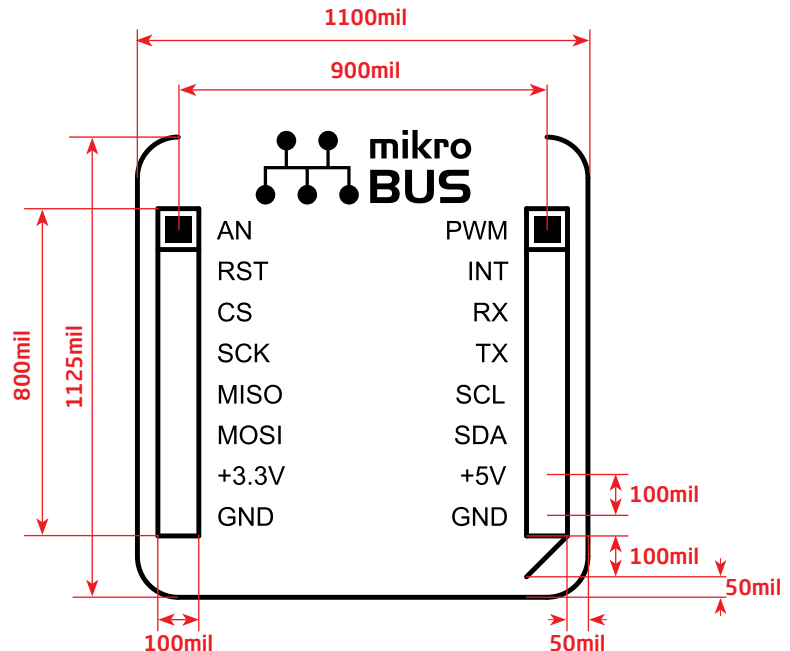 1100mil
900mil
mikro
BUS
AN PWM
RST INT
CS RX
SCK TX
MISO SCL
MOSI SDA
+3.3V +5V
GND GND
800mil
1125mil
100mil
100mil
50mil
100mil
50mil